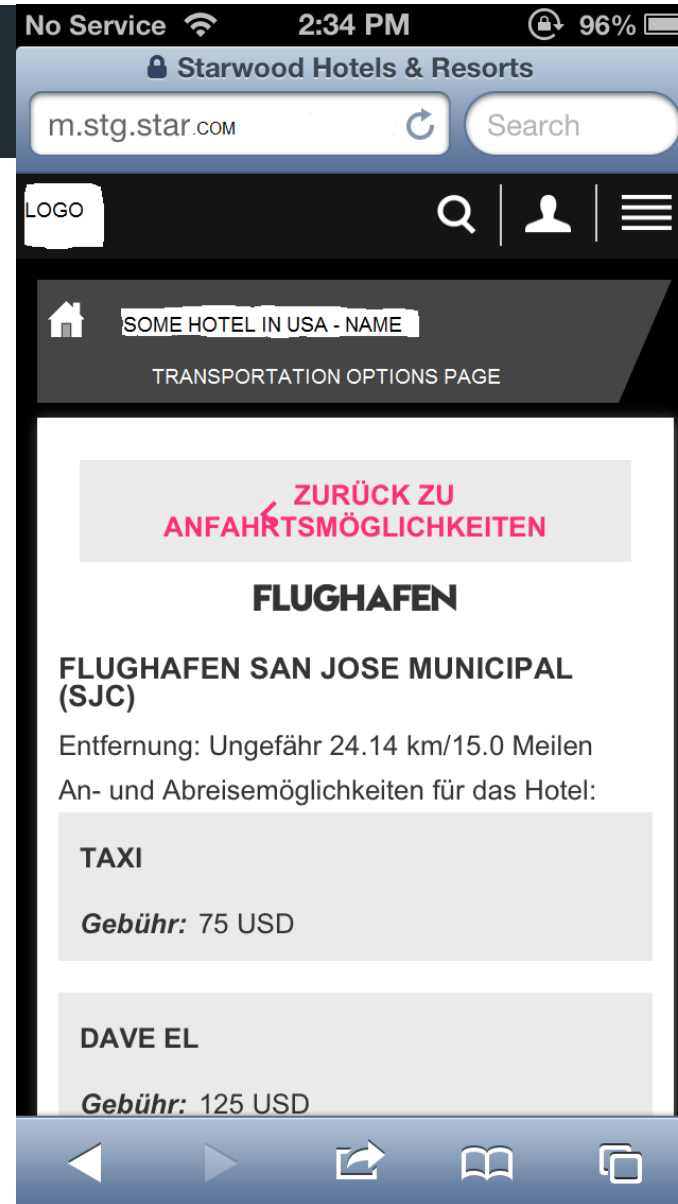 No Service 2:34 PM 96%
Starwood Hotels & Resorts
m.stg.star.COM Search
LOGO
SOME HOTEL IN USA - NAME
TRANSPORTATION OPTIONS PAGE
ZURÜCK ZU
ANFAHRTSMÖGLICHKEITEN
FLUGHAFEN
FLUGHAFEN SAN JOSE MUNICIPAL
(SJC)
Entfernung: Ungefähr 24.14 km/15.0 Meilen
An- und Abreisemöglichkeiten für das Hotel:
TAXI
Gebühr: 75 USD
DAVE EL
Gebühr: 125 USD